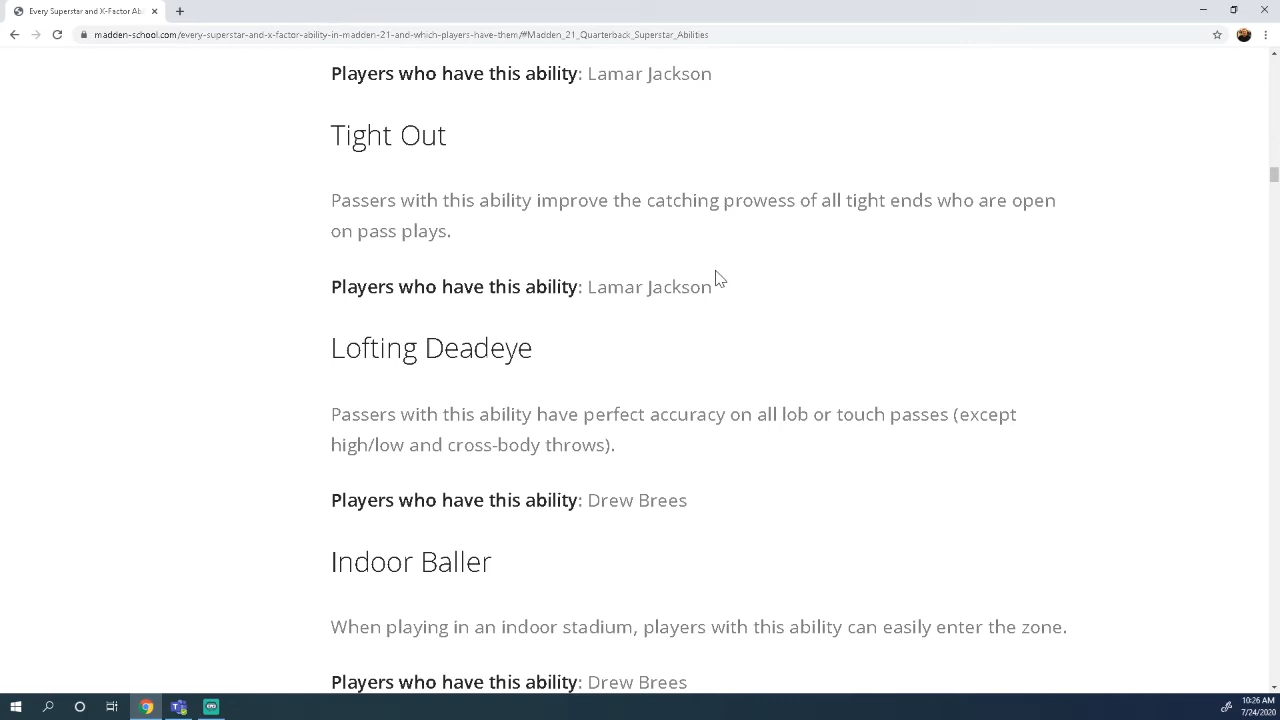 Every Superstar and X-Factor Abi
madden-school.com/every-superstar-and-x-factor-ability-in-madden-21-and-which-players-have-them/#Madden_21_Quarterback_Superstar_Abilities
Players who have this ability: Lamar Jackson
Tight Out
Passers with this ability improve the catching prowess of all tight ends who are open
on pass plays.
Players who have this ability: Lamar Jackson
Lofting Deadeye
Passers with this ability have perfect accuracy on all lob or touch passes (except
high/low and cross-body throws).
Players who have this ability: Drew Brees
Indoor Baller
When playing in an indoor stadium, players with this ability can easily enter the zone.
Players who have this ability: Drew Brees
10:26 AM
7/24/2020